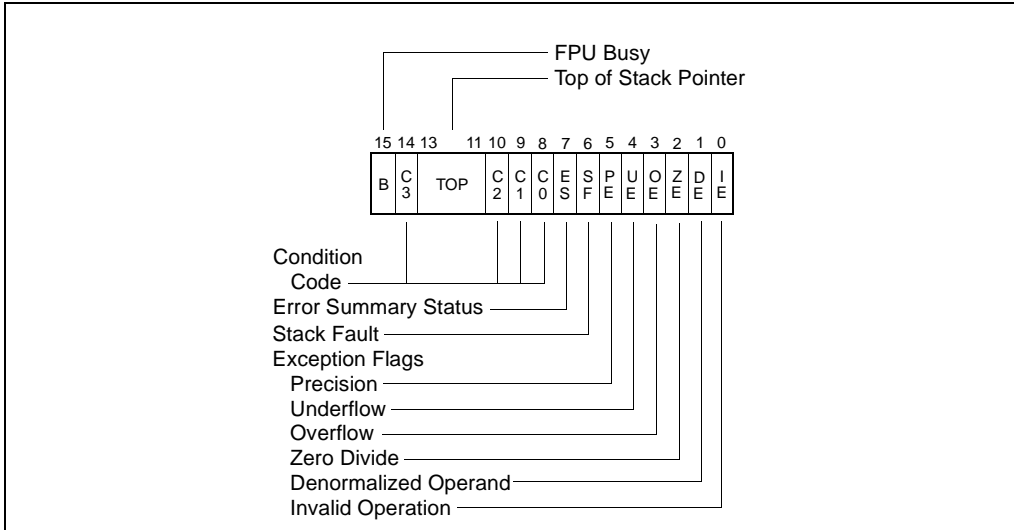 FPU Busy
Top of Stack Pointer
15 14 13 11 10 9 8 7 6 5 4 3 2 1 0
B C3 TOP C2 C1 C0 ES SF PE UE OE ZE DE IE
Condition
Code
Error Summary Status
Stack Fault
Exception Flags
Precision
Underflow
Overflow
Zero Divide
Denormalized Operand
Invalid Operation